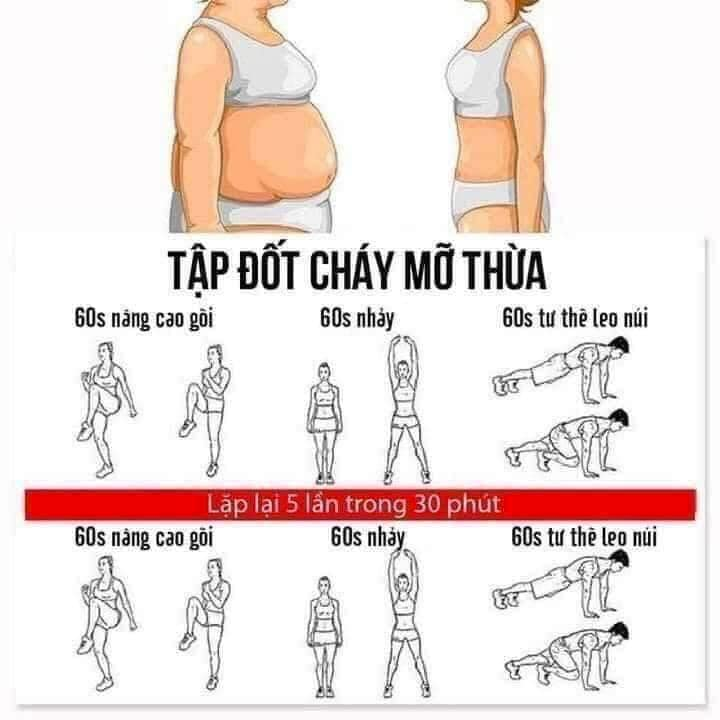 TẬP ĐỐT CHÁY MỠ THỪA
60s nâng cao gối
60s nhảy
60s tư thế leo núi
Lặp lại 5 lần trong 30 phút
60s nâng cao gối
60s nhảy
60s tư thế leo núi